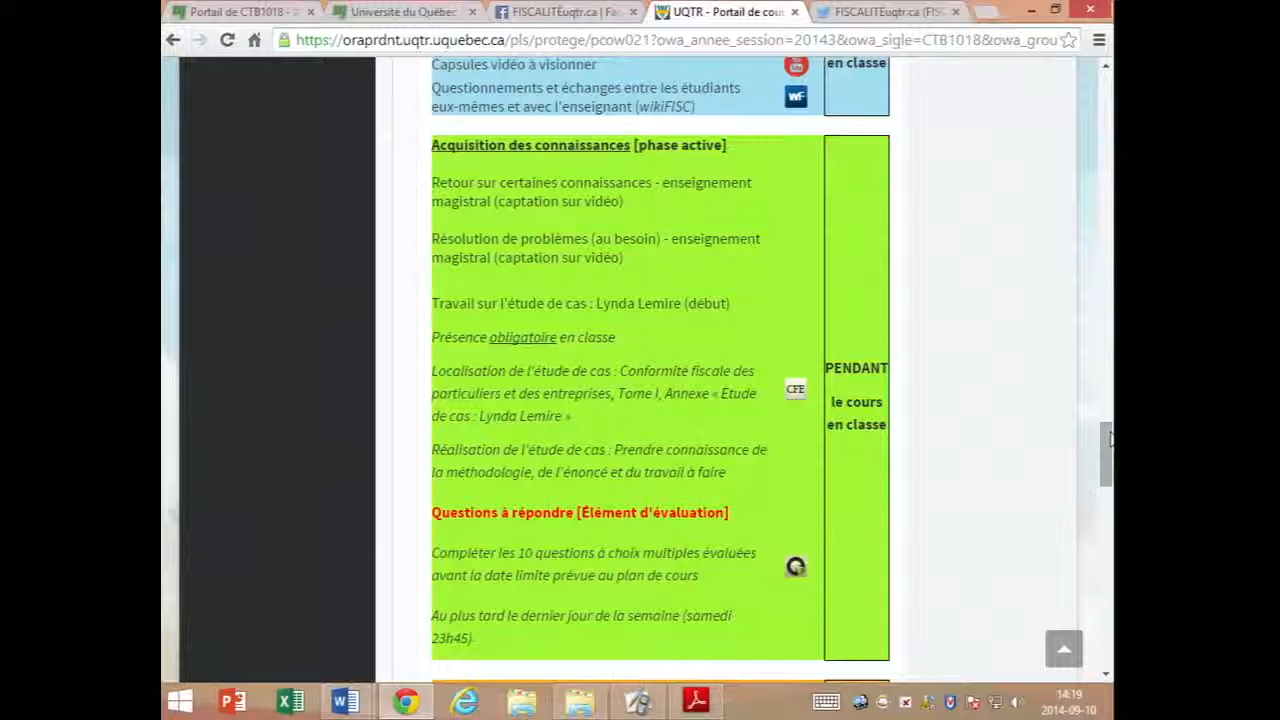 Portail de CTB1018 -
Université du Québec
FISCALITÉuqtr.ca | Fa
UQTR - Portail de cou
FISCALITÉuqtr.ca (FIS
https://oraprdnt.uqtr.uquebec.ca/pls/protege/pcow021?owa_annee_session=20143&owa_sigle=CTB1018&owa_grou
Capsules vidéo à visionner
Questionnements et échanges entre les étudiants
eux-mêmes et avec l'enseignant (wikiFISC)
wF
en classe
Acquisition des connaissances [phase active]
Retour sur certaines connaissances - enseignement
magistral (captation sur vidéo)
Résolution de problèmes (au besoin) - enseignement
magistral (captation sur vidéo)
Travail sur l'étude de cas : Lynda Lemire (début)
Présence obligatoire en classe
Localisation de l'étude de cas : Conformité fiscale des
particuliers et des entreprises, Tome I, Annexe « Étude
de cas : Lynda Lemire »
CFE
Réalisation de l'étude de cas : Prendre connaissance de
la méthodologie, de l'énoncé et du travail à faire
Questions à répondre [Élément d'évaluation]
Compléter les 10 questions à choix multiples évaluées
avant la date limite prévue au plan de cours
Au plus tard le dernier jour de la semaine (samedi
23h45)
PENDANT
le cours
en classe
14:19
2014-09-10